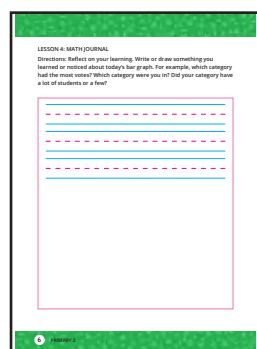 LESSON 4: MATH JOURNAL
Directions: Reflect on your learning. Write or draw something you
learned or noticed about today's bar graph. For example, which category
had the most votes? Which category were you in? Did your category have
a lot of students or a few?
6 PRIMARY 2